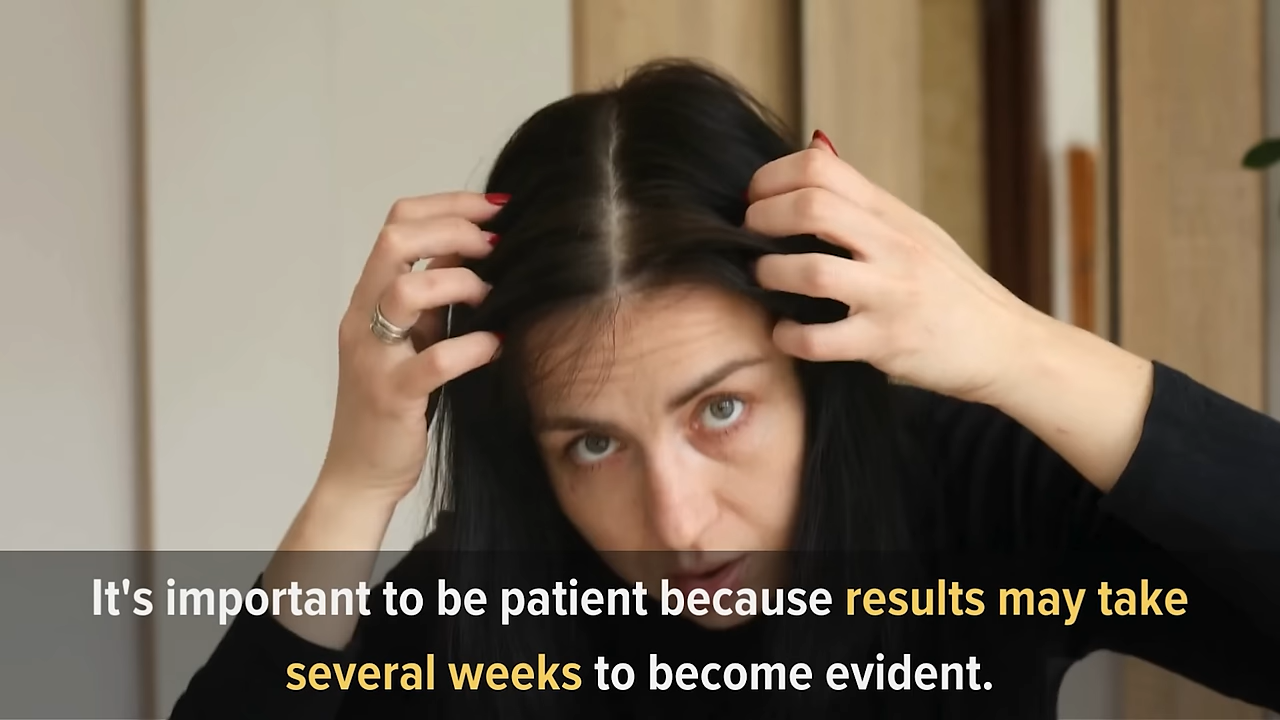 It's important to be patient because results may take
several weeks to become evident.